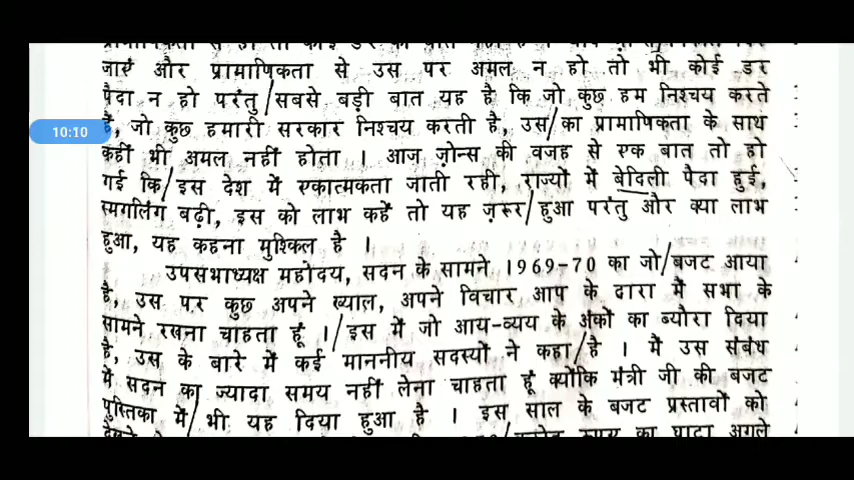 जाएं और प्रामाणिकता से उस पर अमल न हो तो भी कोई डर
पैदा न हो परंतु/सबसे बड़ी बात यह है कि जो कुछ हम निश्चय करते
हैं, जो कुछ हमारी सरकार निश्चय करती है, उस/का प्रामाणिकता के साथ
कहीं भी अमल नहीं होता । आज ज़ोन्स की वजह से एक बात तो हो
गई कि/इस देश में एकात्मकता जाती रही, राज्यों में बेदिली पैदा हुई,
स्मगलिंग बढ़ी, इस को लाभ कहें तो यह ज़रूर/हुआ परंतु और क्या लाभ
हुआ, यह कहना मुश्किल है ।
उपसभाध्यक्ष महोदय, सदन के सामने 1969-70 का जो/बजट आया
है, उस पर कुछ अपने ख्याल, अपने विचार आप के द्वारा मैं सभा के
सामने रखना चाहता हूं ।/इस में जो आय-व्यय के अंकों का ब्यौरा दिया
है, उस के बारे में कई माननीय सदस्यों ने कहा/है । मैं उस संबंध
में सदन का ज्यादा समय नहीं लेना चाहता हूं क्योंकि मंत्री जी की बजट
पुस्तिका में/भी यह दिया हुआ है । इस साल के बजट प्रस्तावों को
रुपए का घाटा अगले
10:10